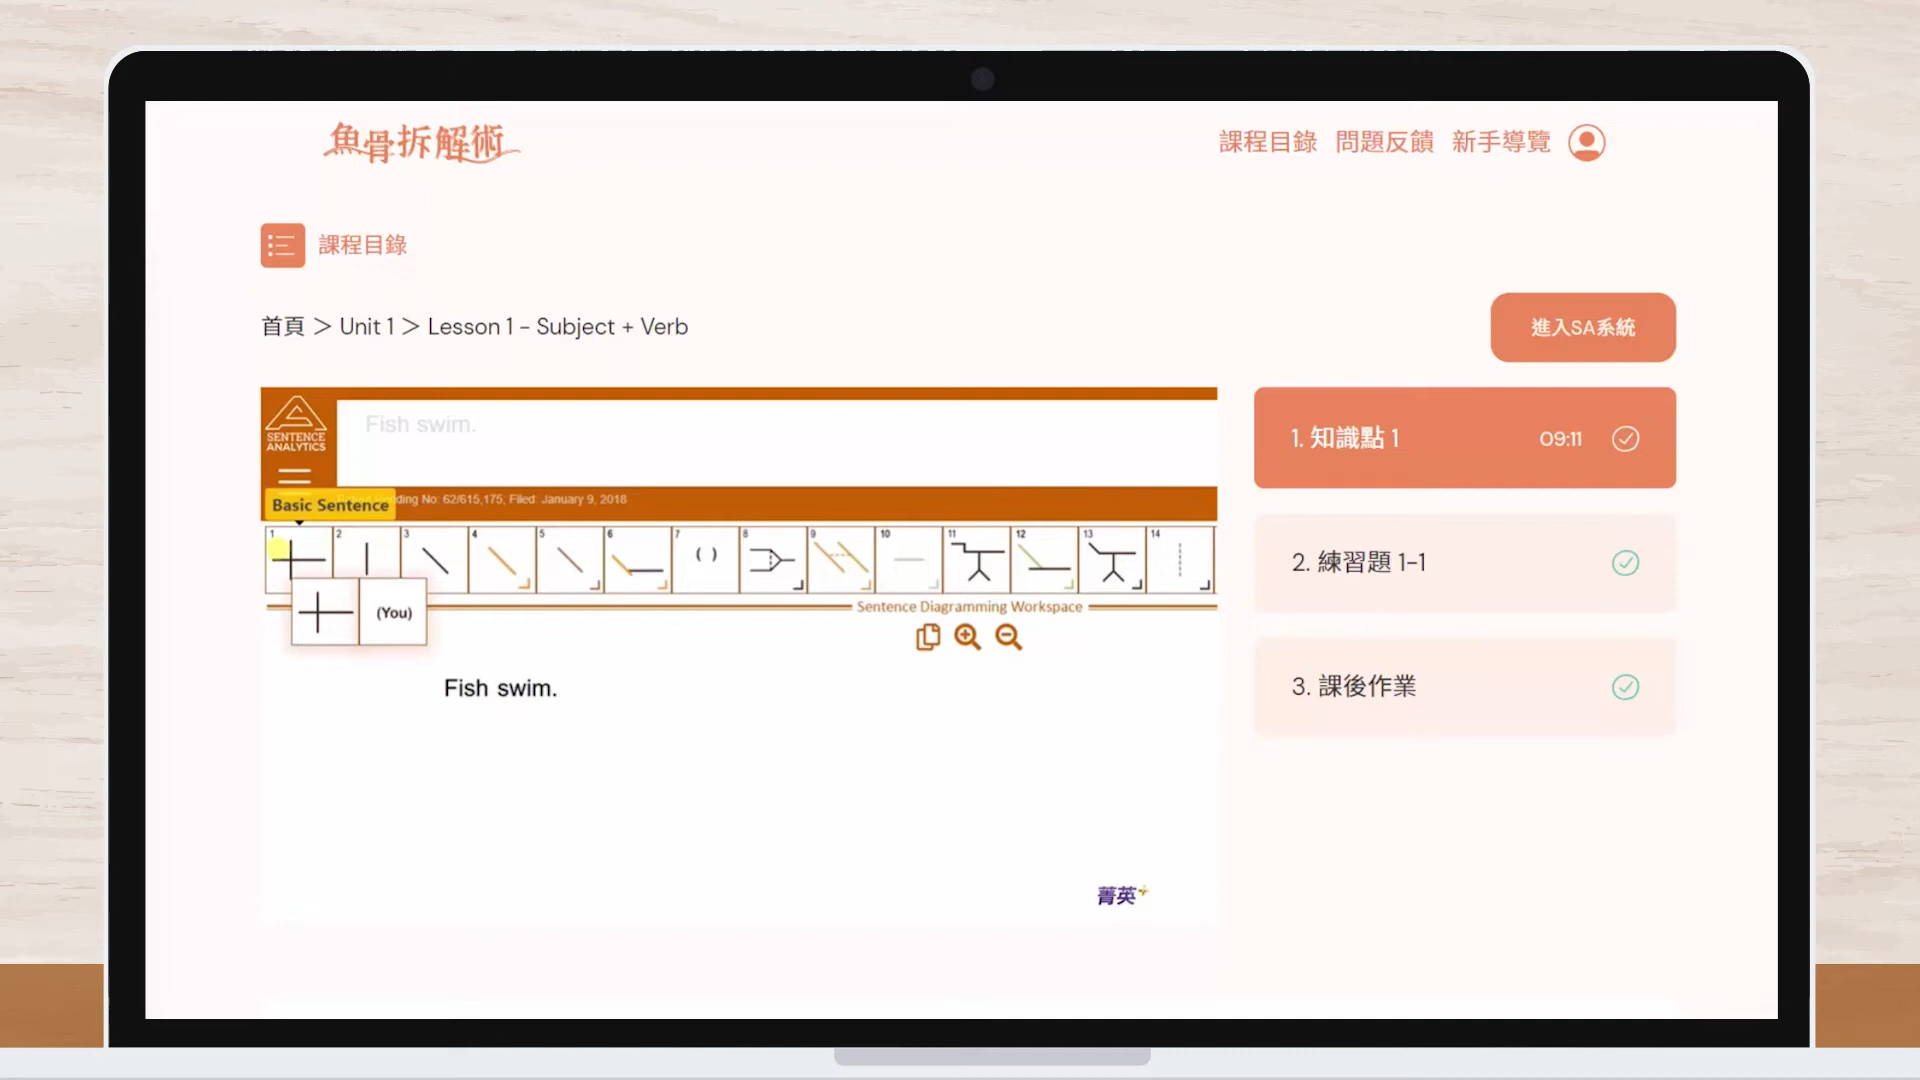 魚骨拆解術
課程目錄 問題反饋 新手導覽
課程目錄
首頁 > Unit 1 > Lesson 1 - Subject + Verb
進入SA系統
SENTENCE ANALYTICS
Fish swim.
Basic Sentence
ding No: 62/615,175; Filed: January 9, 2018
1 2 3 4 5 6 7 8 9 10 11 12 13 14
( )
(You)
Sentence Diagramming Workspace
Fish swim.
菁英+
1. 知識點 1 09:11
2. 練習題 1-1
3. 課後作業